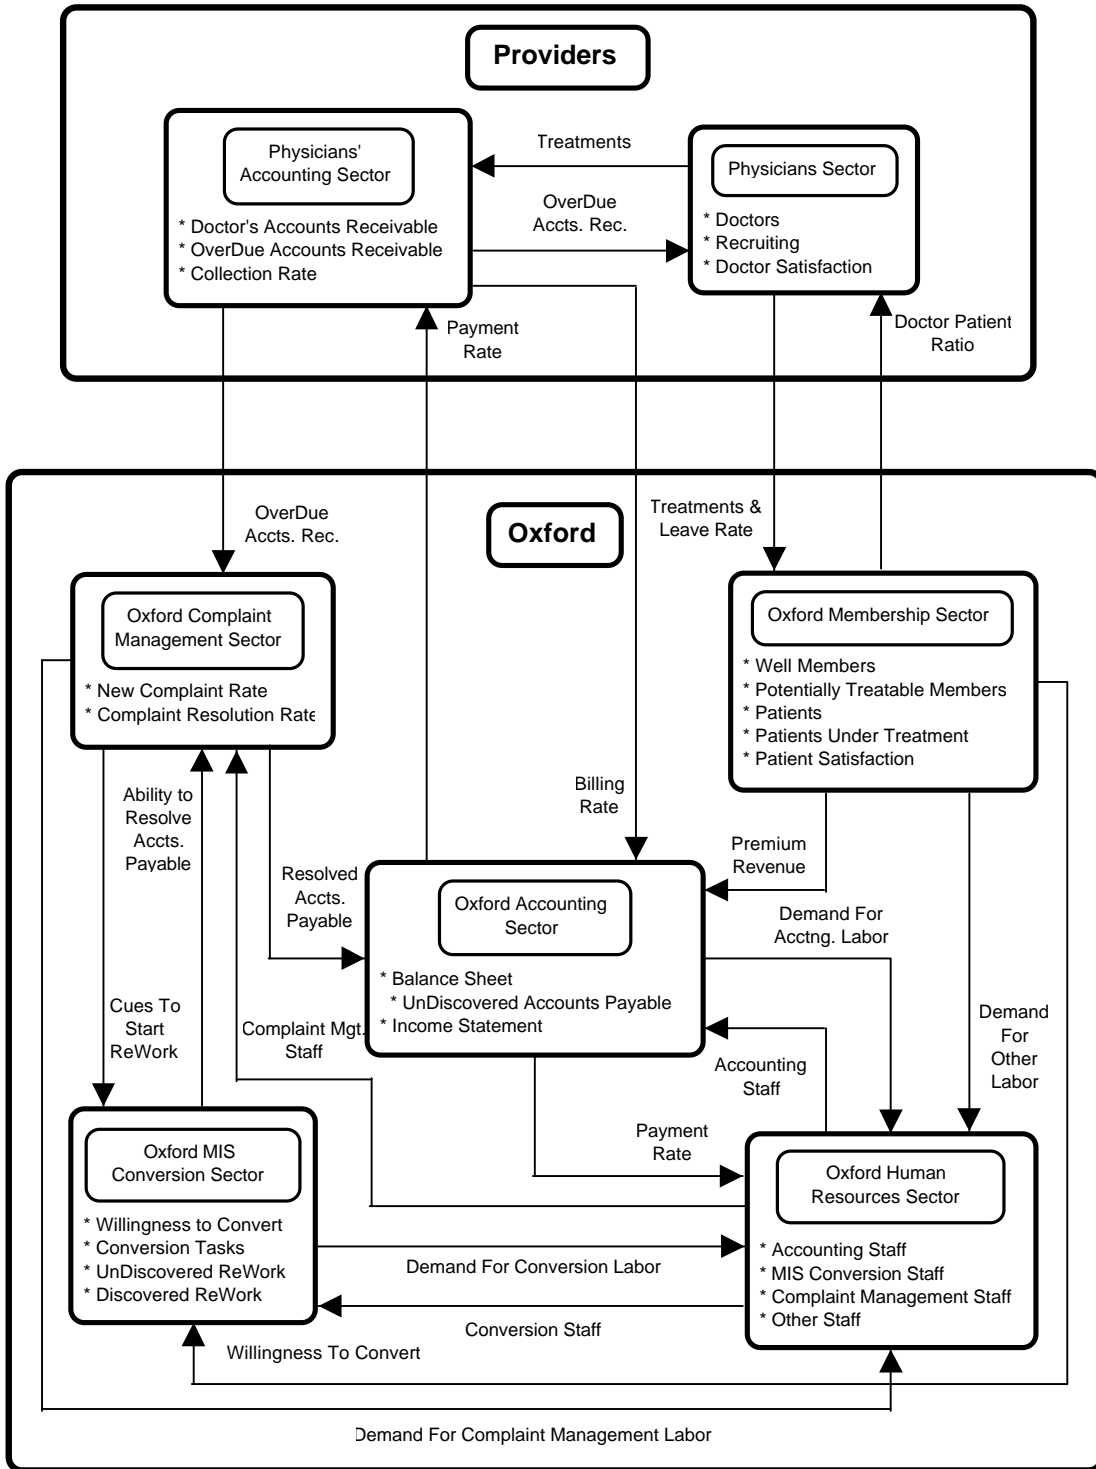 Providers
Physicians'
Accounting Sector
* Doctor's Accounts Receivable
* OverDue Accounts Receivable
* Collection Rate
Treatments
OverDue
Accts. Rec.
Physicians Sector
* Doctors
* Recruiting
* Doctor Satisfaction
Payment
Rate
Doctor Patient
Ratio
Oxford
OverDue
Accts. Rec.
Treatments &
Leave Rate
Oxford Complaint
Management Sector
* New Complaint Rate
* Complaint Resolution Rate
Oxford Membership Sector
* Well Members
* Potentially Treatable Members
* Patients
* Patients Under Treatment
* Patient Satisfaction
Ability to
Resolve
Accts.
Payable
Billing
Rate
Premium
Revenue
Resolved
Accts.
Payable
Oxford Accounting
Sector
* Balance Sheet
* UnDiscovered Accounts Payable
* Income Statement
Demand For
Acctng. Labor
Cues To
Start
ReWork
Complaint Mgt.
Staff
Accounting
Staff
Demand
For
Other
Labor
Payment
Rate
Oxford MIS
Conversion Sector
* Willingness to Convert
* Conversion Tasks
* UnDiscovered ReWork
* Discovered ReWork
Oxford Human
Resources Sector
* Accounting Staff
* MIS Conversion Staff
* Complaint Management Staff
* Other Staff
Demand For Conversion Labor
Conversion Staff
Willingness To Convert
Demand For Complaint Management Labor